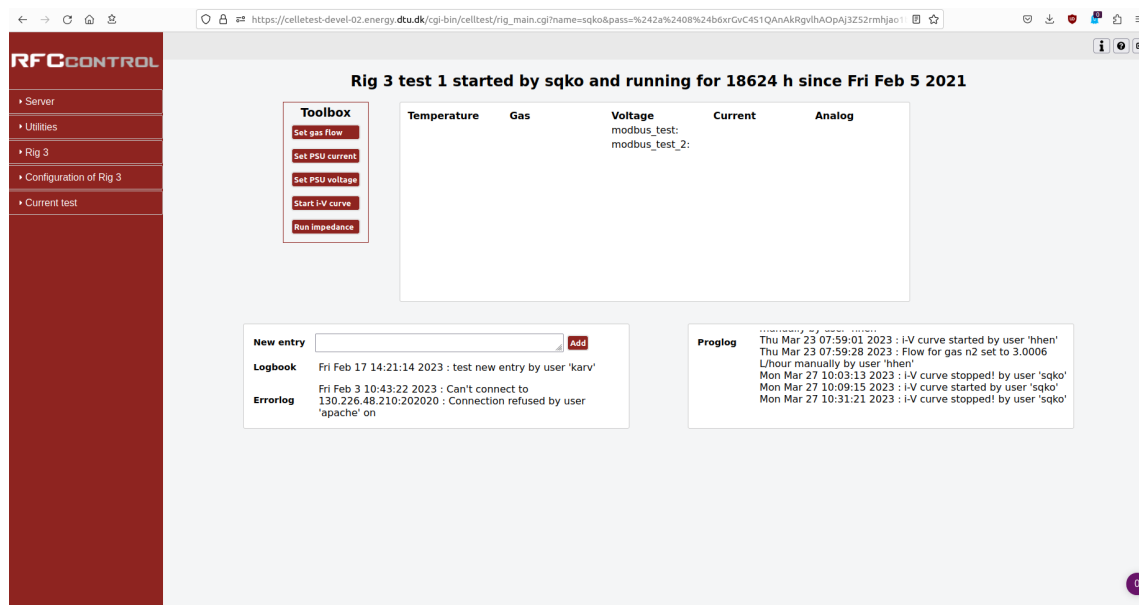 https://celletest-devel-02.energy.dtu.dk/cgi-bin/celltest/rig_main.cgi?name=sqko&pass=%242a%2408%24b6xrGvC4S1QAnAkRgvlhAOpAj3Z52rmhjao1
RFCCONTROL
Rig 3 test 1 started by sqko and running for 18624 h since Fri Feb 5 2021
Server
Utilities
Rig 3
Configuration of Rig 3
Current test
Toolbox
Set gas flow
Set PSU current
Set PSU voltage
Start i-V curve
Run impedance
Temperature Gas Voltage Current Analog
modbus_test:
modbus_test_2:
New entry Add
Logbook Fri Feb 17 14:21:14 2023 : test new entry by user 'karv'
Errorlog Fri Feb 3 10:43:22 2023 : Can't connect to
130.226.48.210:202020 : Connection refused by user
'apache' on
Proglog
manually by user 'hhen'
Thu Mar 23 07:59:01 2023 : i-V curve started by user 'hhen'
Thu Mar 23 07:59:28 2023 : Flow for gas n2 set to 3.0006
L/hour manually by user 'hhen'
Mon Mar 27 10:03:13 2023 : i-V curve stopped! by user 'sqko'
Mon Mar 27 10:09:15 2023 : i-V curve started by user 'sqko'
Mon Mar 27 10:31:21 2023 : i-V curve stopped! by user 'sqko'